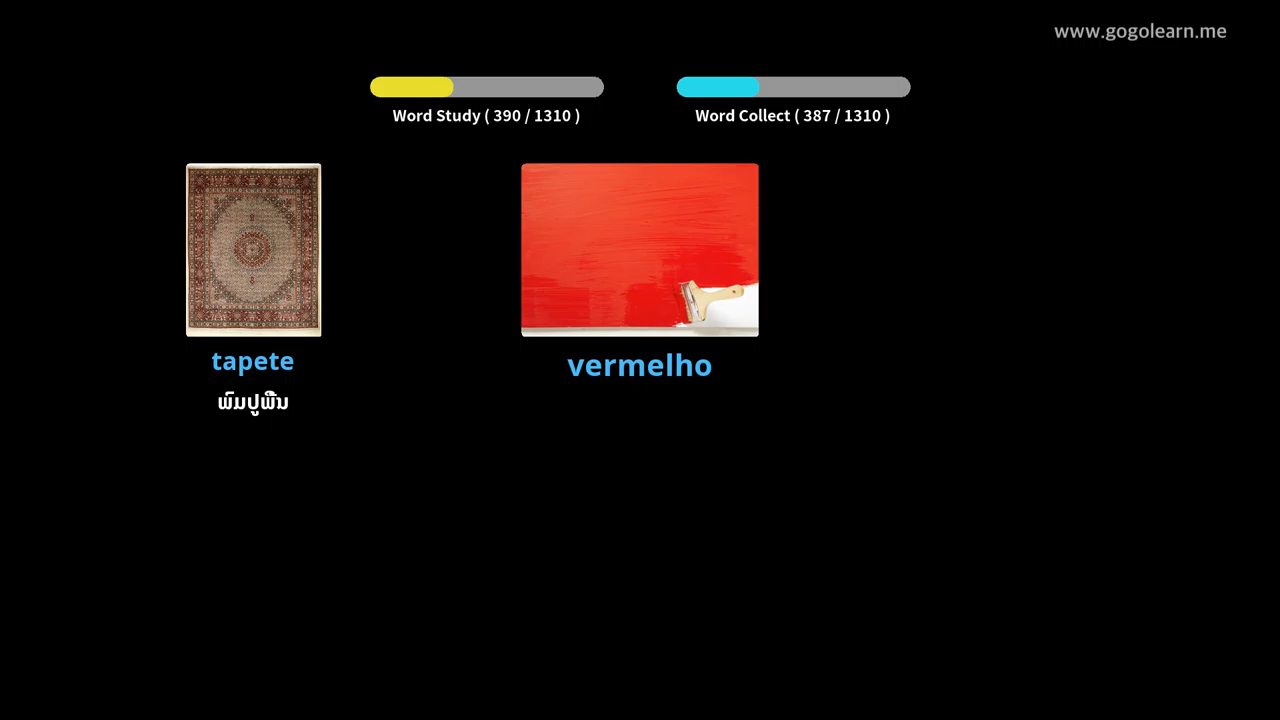 www.gogolearn.me
Word Study ( 390 / 1310 )
Word Collect ( 387 / 1310 )
tapete
ພົມປູພື້ນ
vermelho